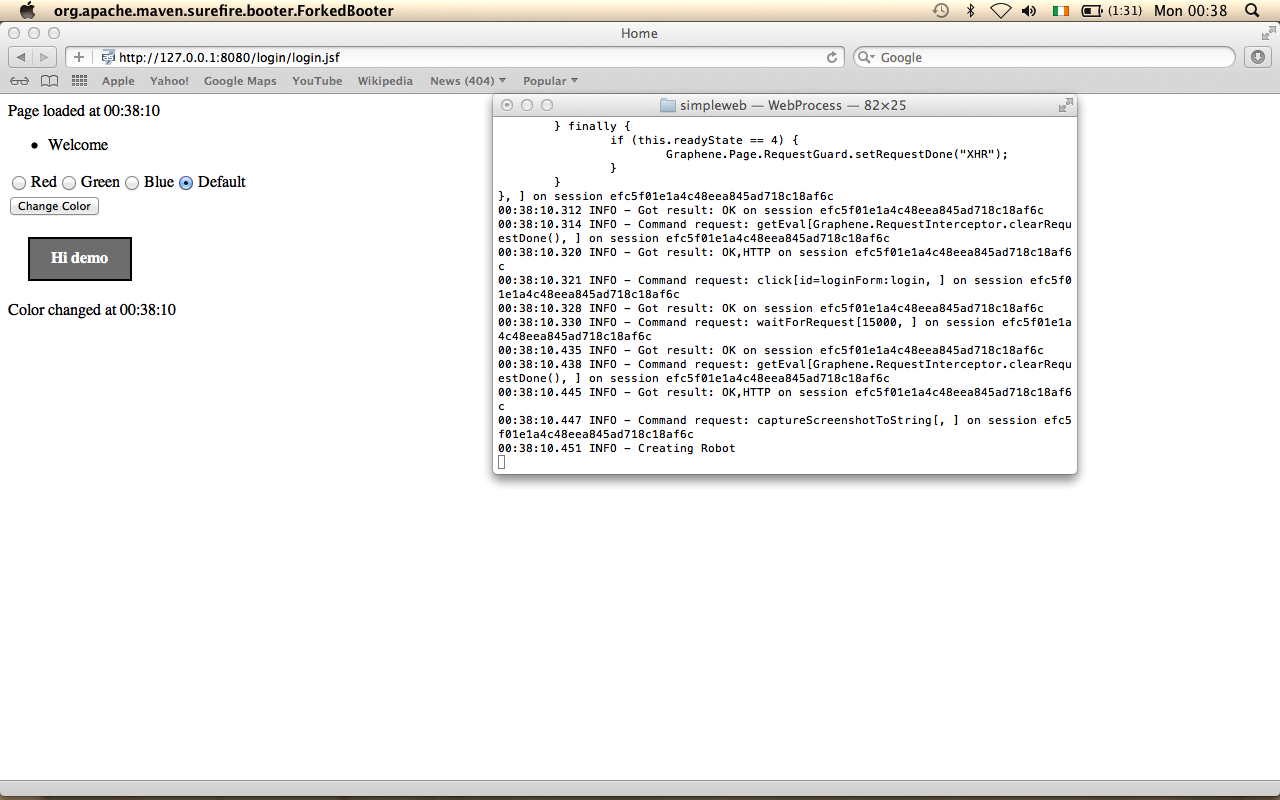 org.apache.maven.surefire.booter.ForkedBooter (1:31) Mon 00:38
Home
http://127.0.0.1:8080/login/login.jsf Google
Apple Yahoo! Google Maps YouTube Wikipedia News (404) Popular
Page loaded at 00:38:10
• Welcome
Red Green Blue Default
Change Color
Hi demo
Color changed at 00:38:10
simpleweb — WebProcess — 82×25
} finally {
if (this.readyState == 4) {
Graphene.Page.RequestGuard.setRequestDone("XHR");
}
}
}, ] on session efc5f01e1a4c48eea845ad718c18af6c
00:38:10.312 INFO - Got result: OK on session efc5f01e1a4c48eea845ad718c18af6c
00:38:10.314 INFO - Command request: getEval[Graphene.RequestInterceptor.clearRequ
estDone(), ] on session efc5f01e1a4c48eea845ad718c18af6c
00:38:10.320 INFO - Got result: OK,HTTP on session efc5f01e1a4c48eea845ad718c18af6
c
00:38:10.321 INFO - Command request: click[id=loginForm:login, ] on session efc5f0
1e1a4c48eea845ad718c18af6c
00:38:10.328 INFO - Got result: OK on session efc5f01e1a4c48eea845ad718c18af6c
00:38:10.330 INFO - Command request: waitForRequest[15000, ] on session efc5f01e1a
4c48eea845ad718c18af6c
00:38:10.435 INFO - Got result: OK on session efc5f01e1a4c48eea845ad718c18af6c
00:38:10.438 INFO - Command request: getEval[Graphene.RequestInterceptor.clearRequ
estDone(), ] on session efc5f01e1a4c48eea845ad718c18af6c
00:38:10.445 INFO - Got result: OK,HTTP on session efc5f01e1a4c48eea845ad718c18af6
c
00:38:10.447 INFO - Command request: captureScreenshotToString[, ] on session efc5
f01e1a4c48eea845ad718c18af6c
00:38:10.451 INFO - Creating Robot